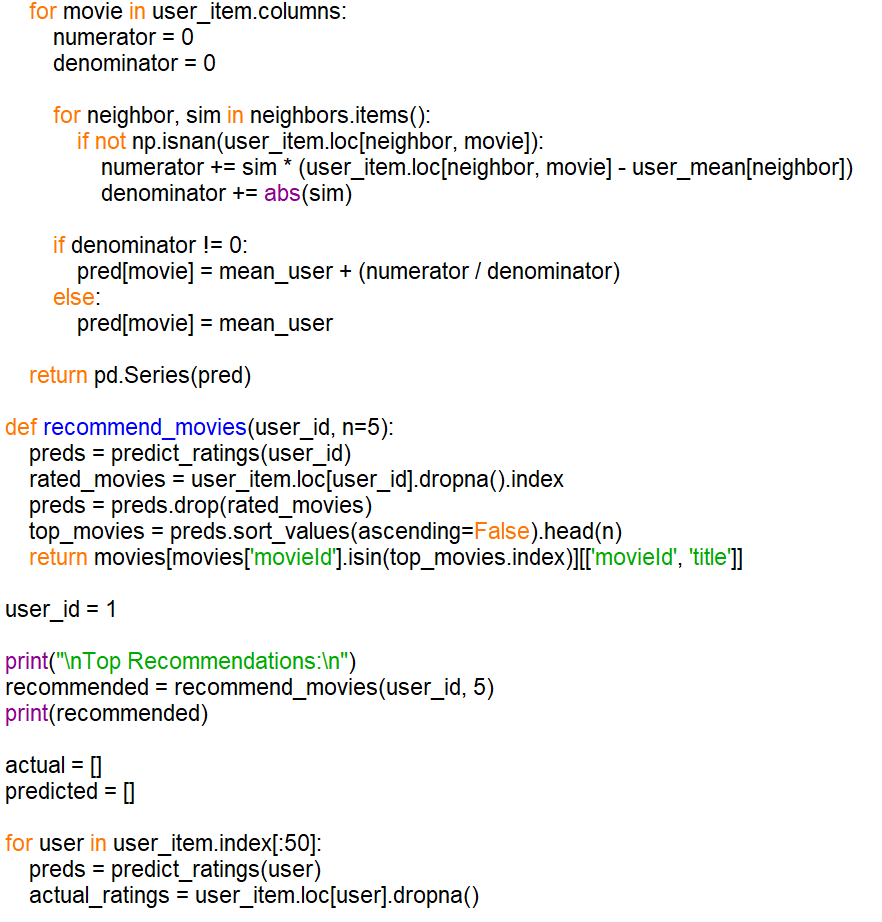 for movie in user_item.columns:
numerator = 0
denominator = 0
for neighbor, sim in neighbors.items():
if not np.isnan(user_item.loc[neighbor, movie]):
numerator += sim * (user_item.loc[neighbor, movie] - user_mean[neighbor])
denominator += abs(sim)
if denominator != 0:
pred[movie] = mean_user + (numerator / denominator)
else:
pred[movie] = mean_user
return pd.Series(pred)
def recommend_movies(user_id, n=5):
preds = predict_ratings(user_id)
rated_movies = user_item.loc[user_id].dropna().index
preds = preds.drop(rated_movies)
top_movies = preds.sort_values(ascending=False).head(n)
return movies[movies['movieId'].isin(top_movies.index)][['movieId', 'title']]
user_id = 1
print("\nTop Recommendations:\n")
recommended = recommend_movies(user_id, 5)
print(recommended)
actual = []
predicted = []
for user in user_item.index[:50]:
preds = predict_ratings(user)
actual_ratings = user_item.loc[user].dropna()